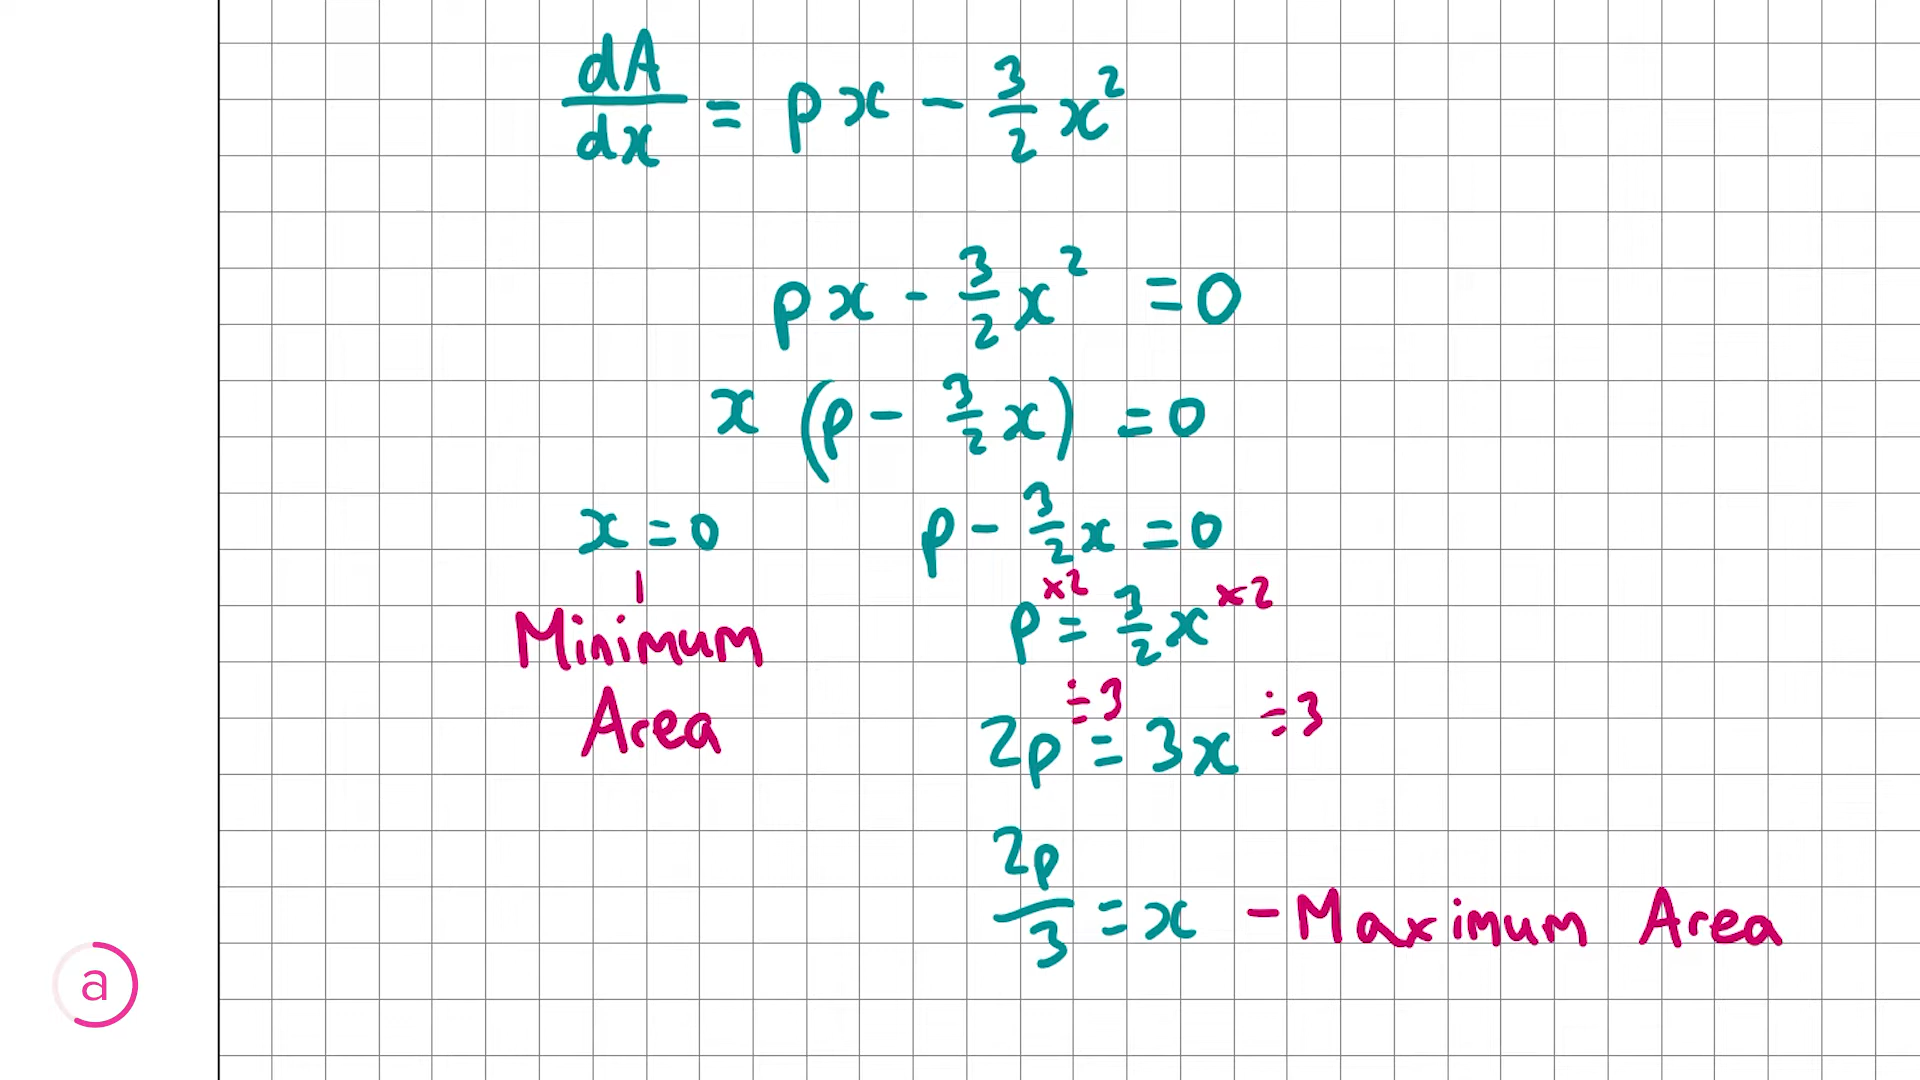 dA/dx = px - 3/2 x²
px - 3/2 x² = 0
x (p - 3/2 x) = 0
x = 0
p - 3/2 x = 0
Minimum
Area
×2 ×2
p = 3/2 x
÷3 ÷3
2p = 3x
2p/3 = x - Maximum Area
a